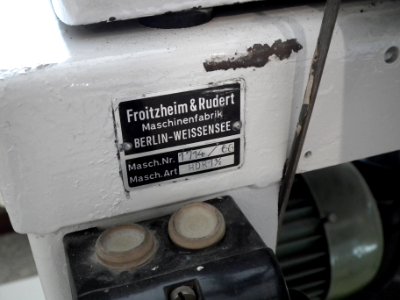 Froitzheim & Rudert
Maschinenfabrik
BERLIN-WEISSENSEE
Masch.Nr.
Masch.Art